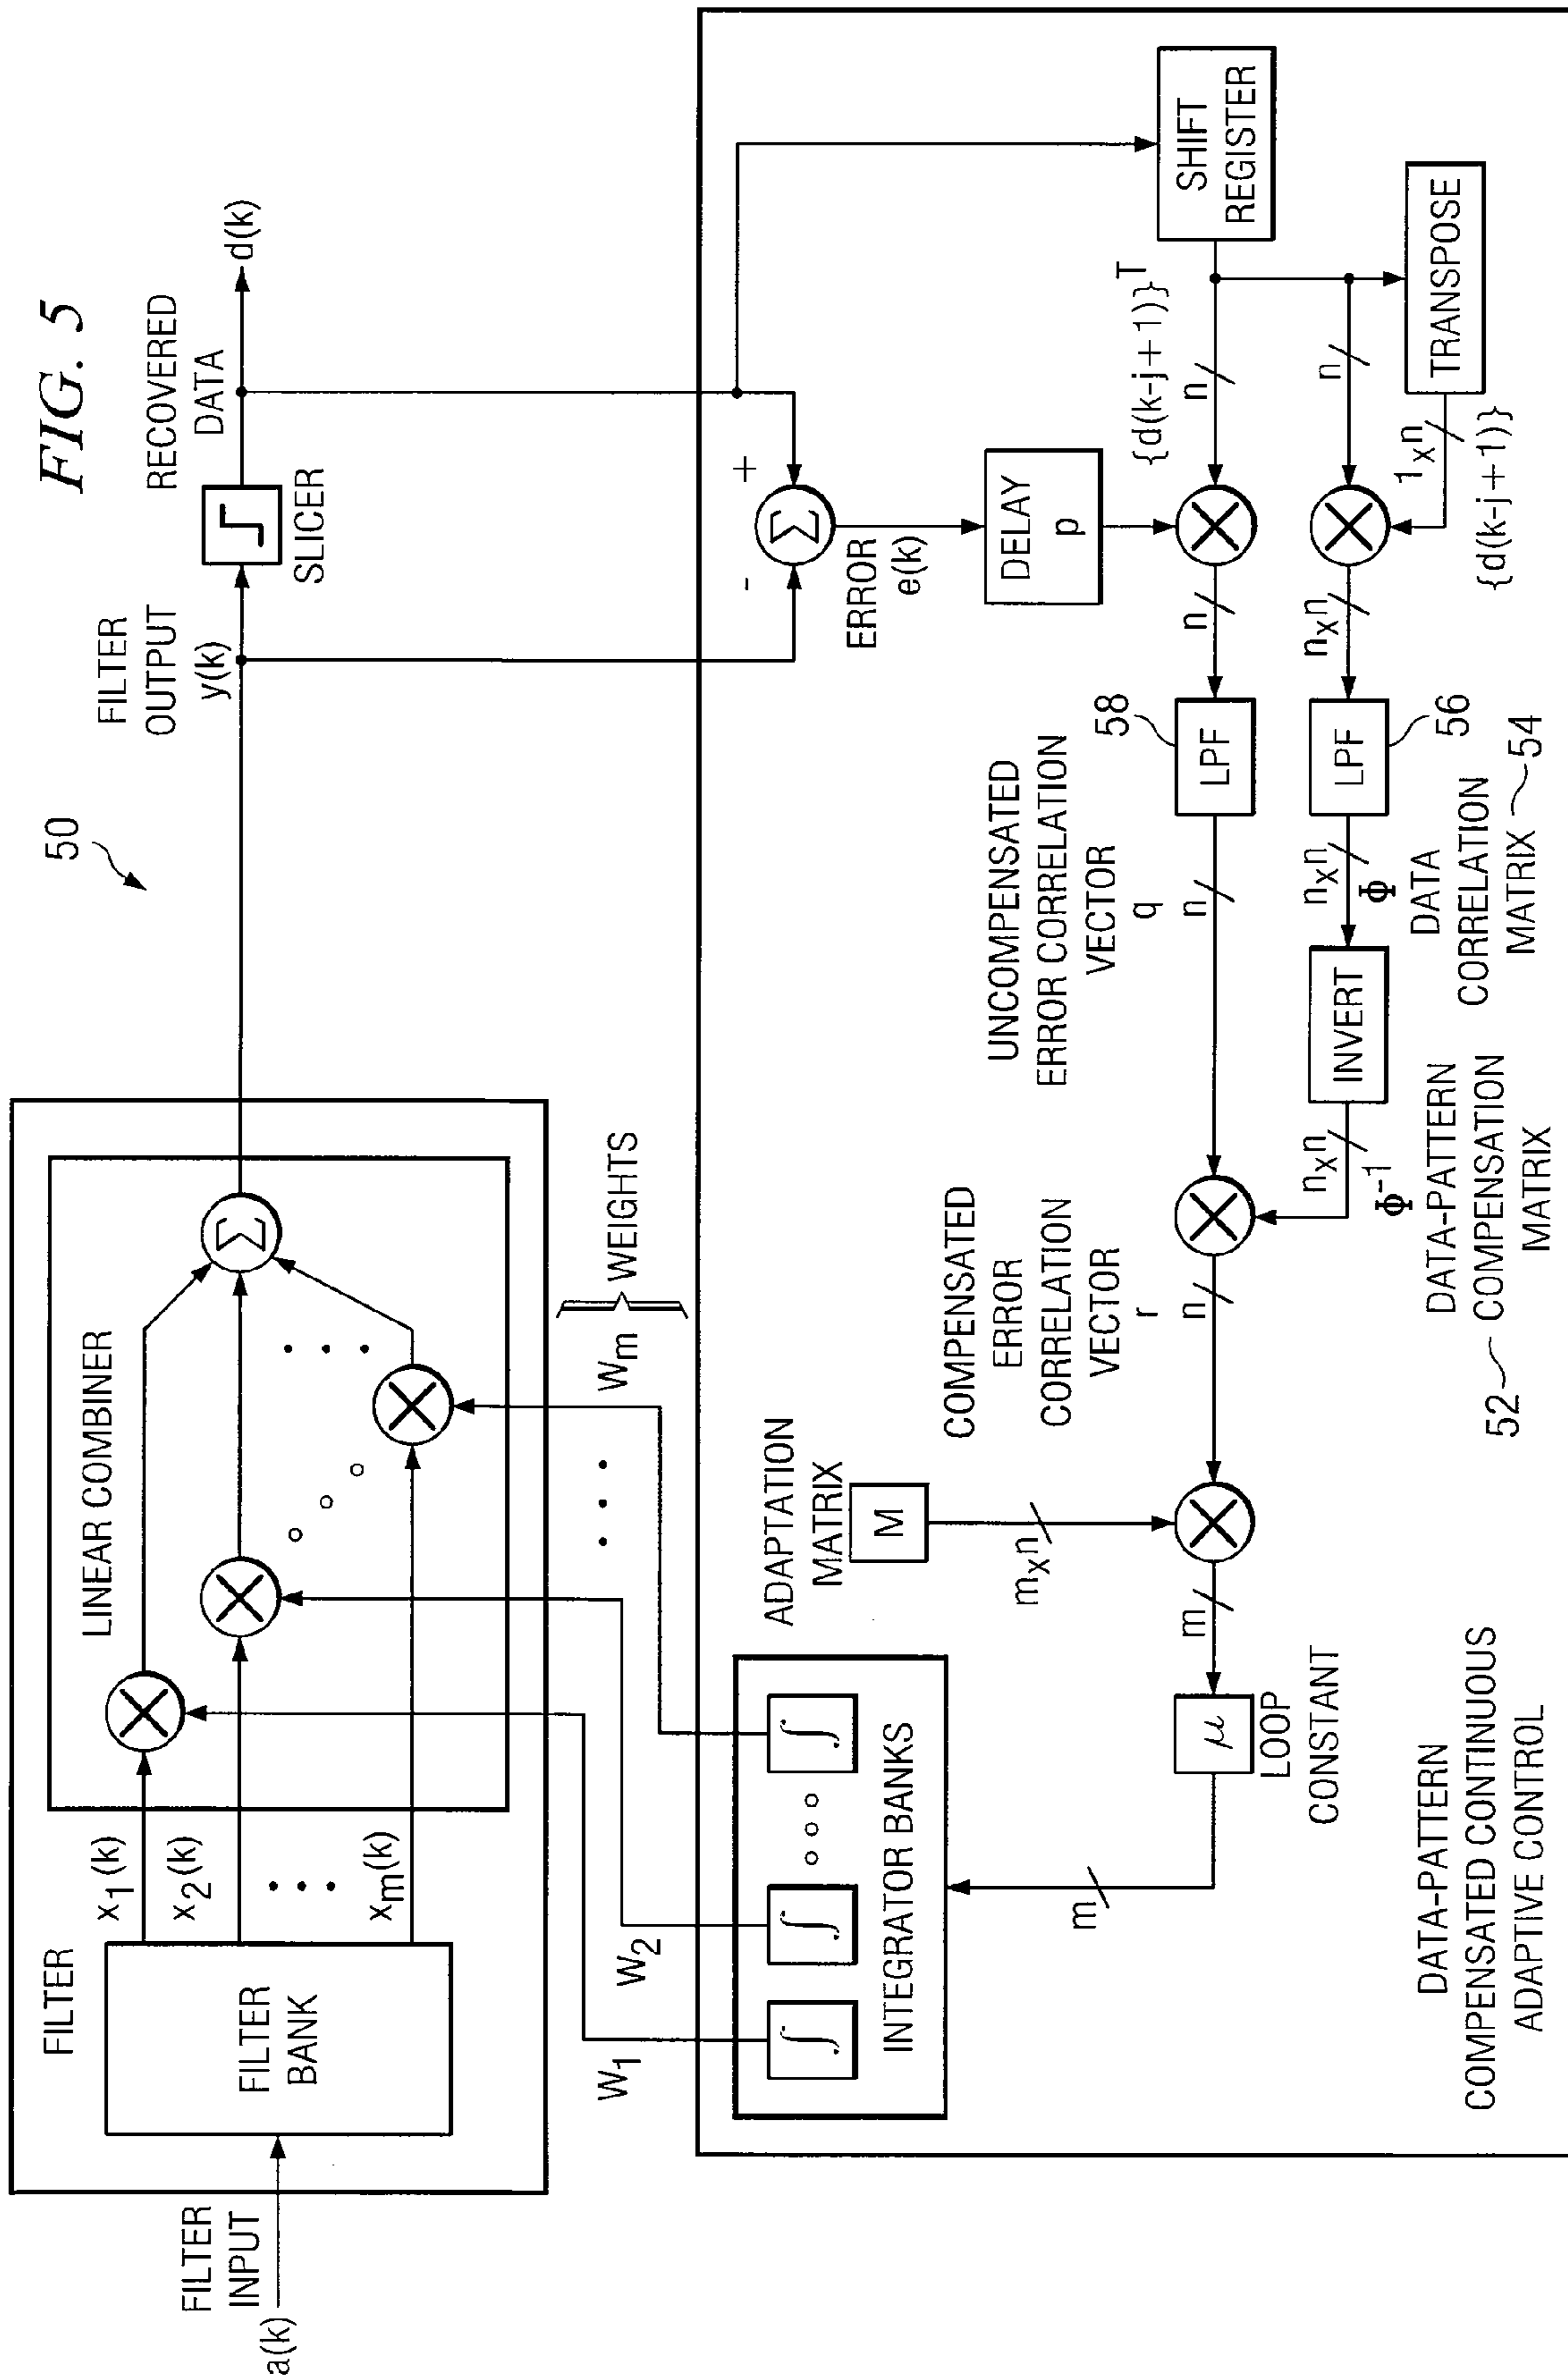 FIG. 5
50
FILTER
INPUT
a(k)
FILTER
FILTER
BANK
x1(k)
x2(k)
xm(k)
LINEAR COMBINER
Σ
FILTER
OUTPUT
y(k)
SLICER
RECOVERED
DATA
d(k)
W1
W2
Wm
WEIGHTS
∫
∫
∫
INTEGRATOR BANKS
-
+
Σ
ERROR
e(k)
DELAY
p
SHIFT
REGISTER
{d(k-j+1)}T
n
n
TRANSPOSE
1xn
{d(k-j+1)}
n
LPF
58
nxn
LPF
56
UNCOMPENSATED
ERROR CORRELATION
VECTOR
q
n
nxn
Φ
DATA
CORRELATION
MATRIX
54
INVERT
nxn
Φ-1
DATA-PATTERN
52
COMPENSATION
MATRIX
COMPENSATED
ERROR
CORRELATION
VECTOR
r
n
ADAPTATION
MATRIX
M
mxn
m
μ
LOOP
CONSTANT
m
DATA-PATTERN
COMPENSATED CONTINUOUS
ADAPTIVE CONTROL